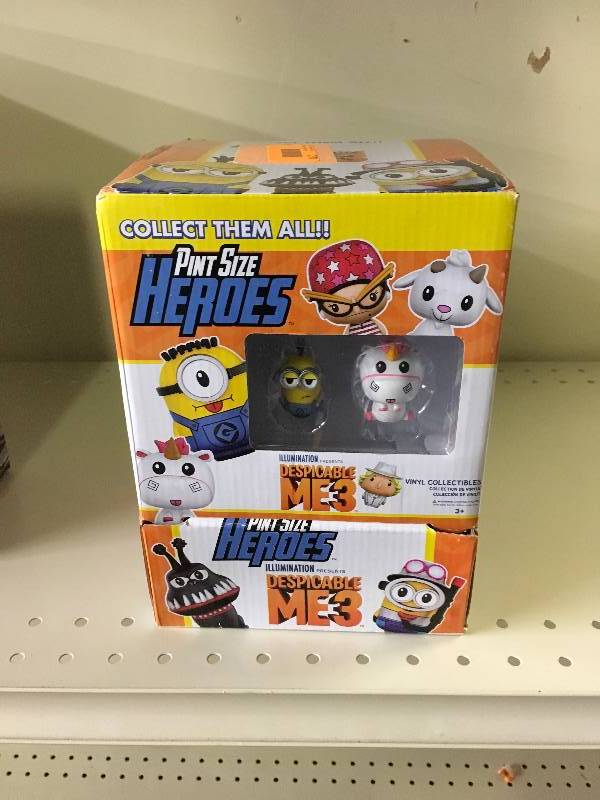 COLLECT THEM ALL!!
PINT SIZE
HEROES
ILLUMINATION PRESENTS
DESPICABLE
ME3
VINYL COLLECTIBLES
3+
PINT SIZE
HEROES
ILLUMINATION PRESENTS
DESPICABLE
ME3